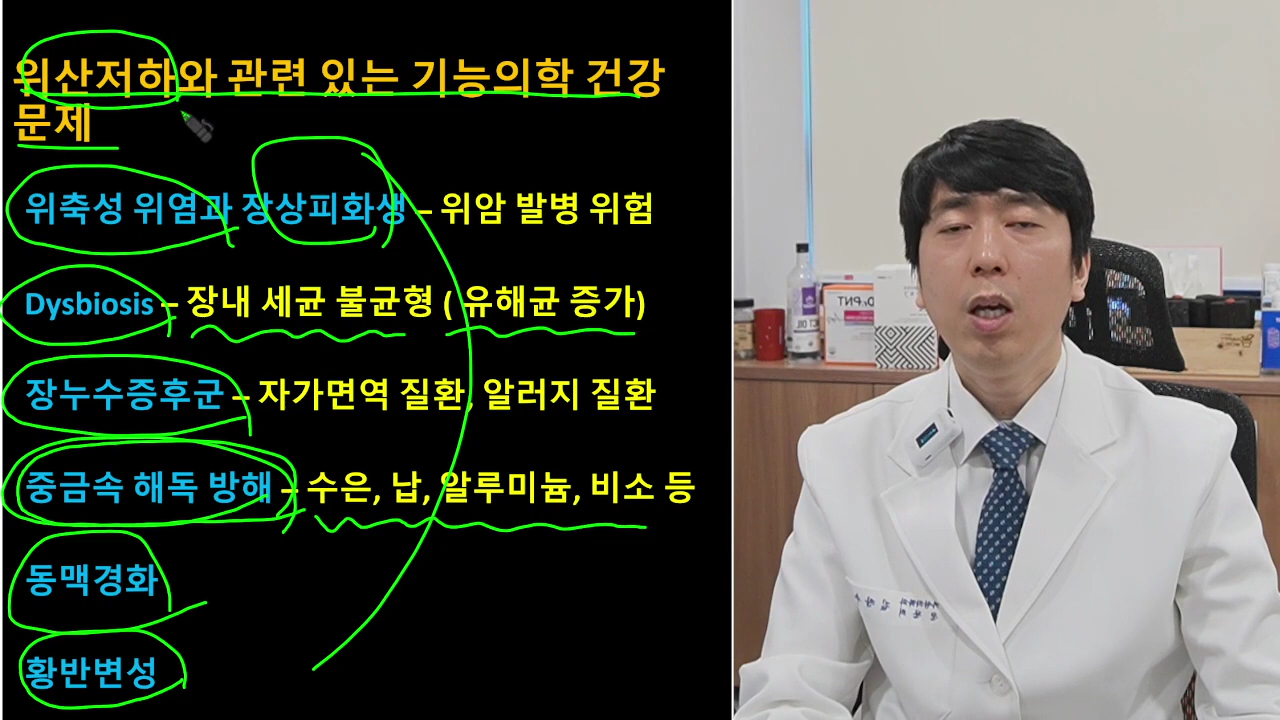 위산저하와 관련 있는 기능의학 건강
문제
위축성 위염과 장상피화생 – 위암 발병 위험
Dysbiosis – 장내 세균 불균형 ( 유해균 증가)
장누수증후군 – 자가면역 질환, 알러지 질환
중금속 해독 방해 – 수은, 납, 알루미늄, 비소 등
동맥경화
황반변성
Dr.PNT
OIL